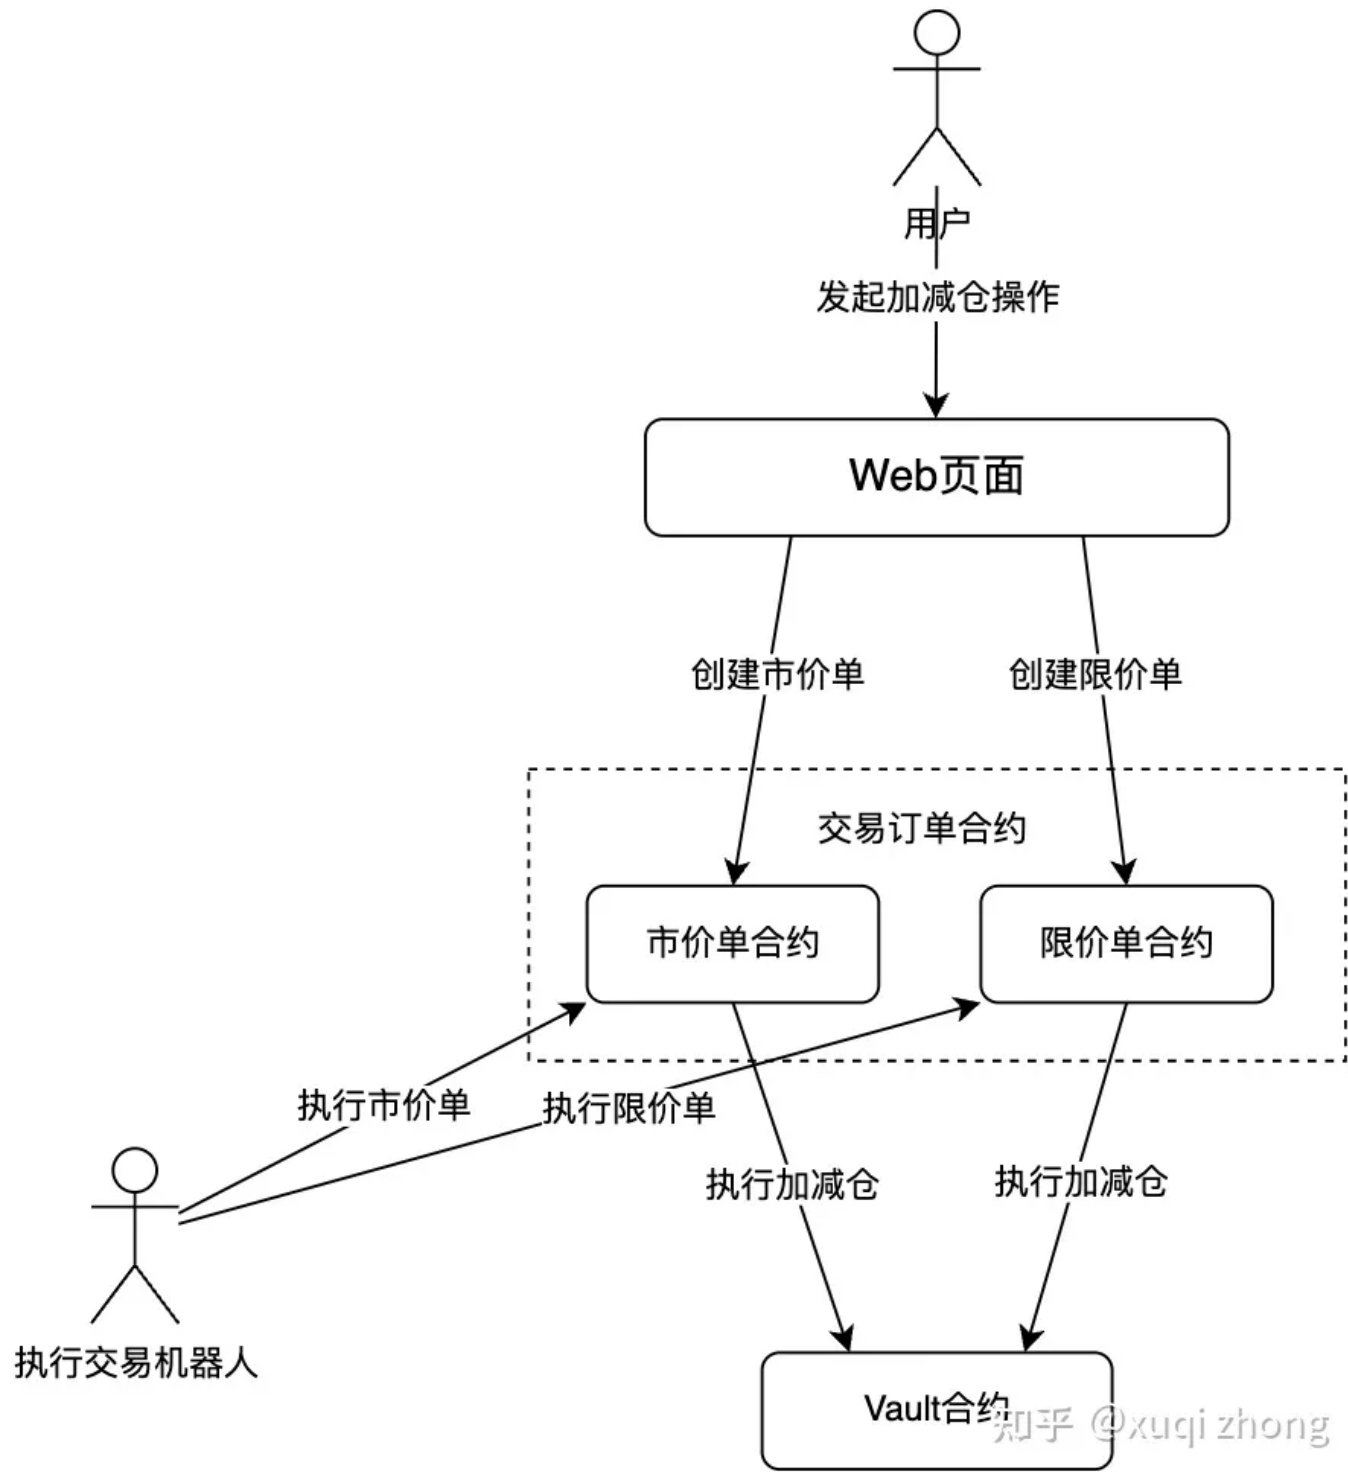 用户
发起加减仓操作
Web页面
创建市价单
创建限价单
交易订单合约
市价单合约
限价单合约
执行市价单
执行限价单
执行加减仓
执行加减仓
执行交易机器人
Vault合约
知乎 @xuqi zhong